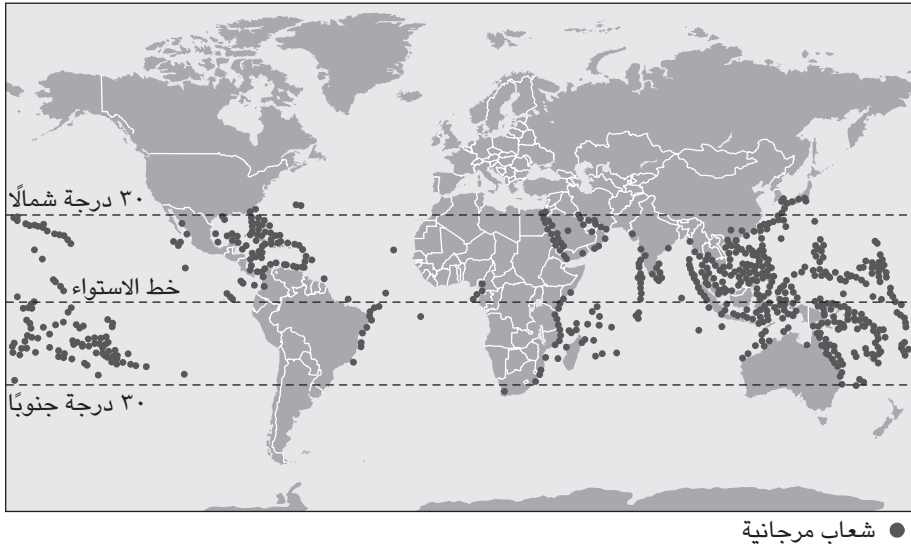 ٣٠ درجة شمالًا
خط الاستواء
٣٠ درجة جنوبًا
شعاب مرجانية